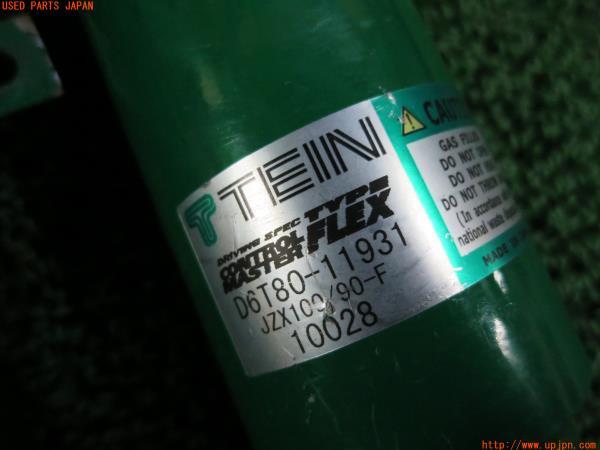 USED PARTS JAPAN
TEIN
DRIVING SPEC
CONTROL MASTER
TYPE FLEX
D6T80-11931
JZX100/90-F
10028
CAUT
GAS FILLED
DO NOT
DO NOT
DO NOT THROW
(In accordance
national waste
MADE IN
http://www.upjpn.com